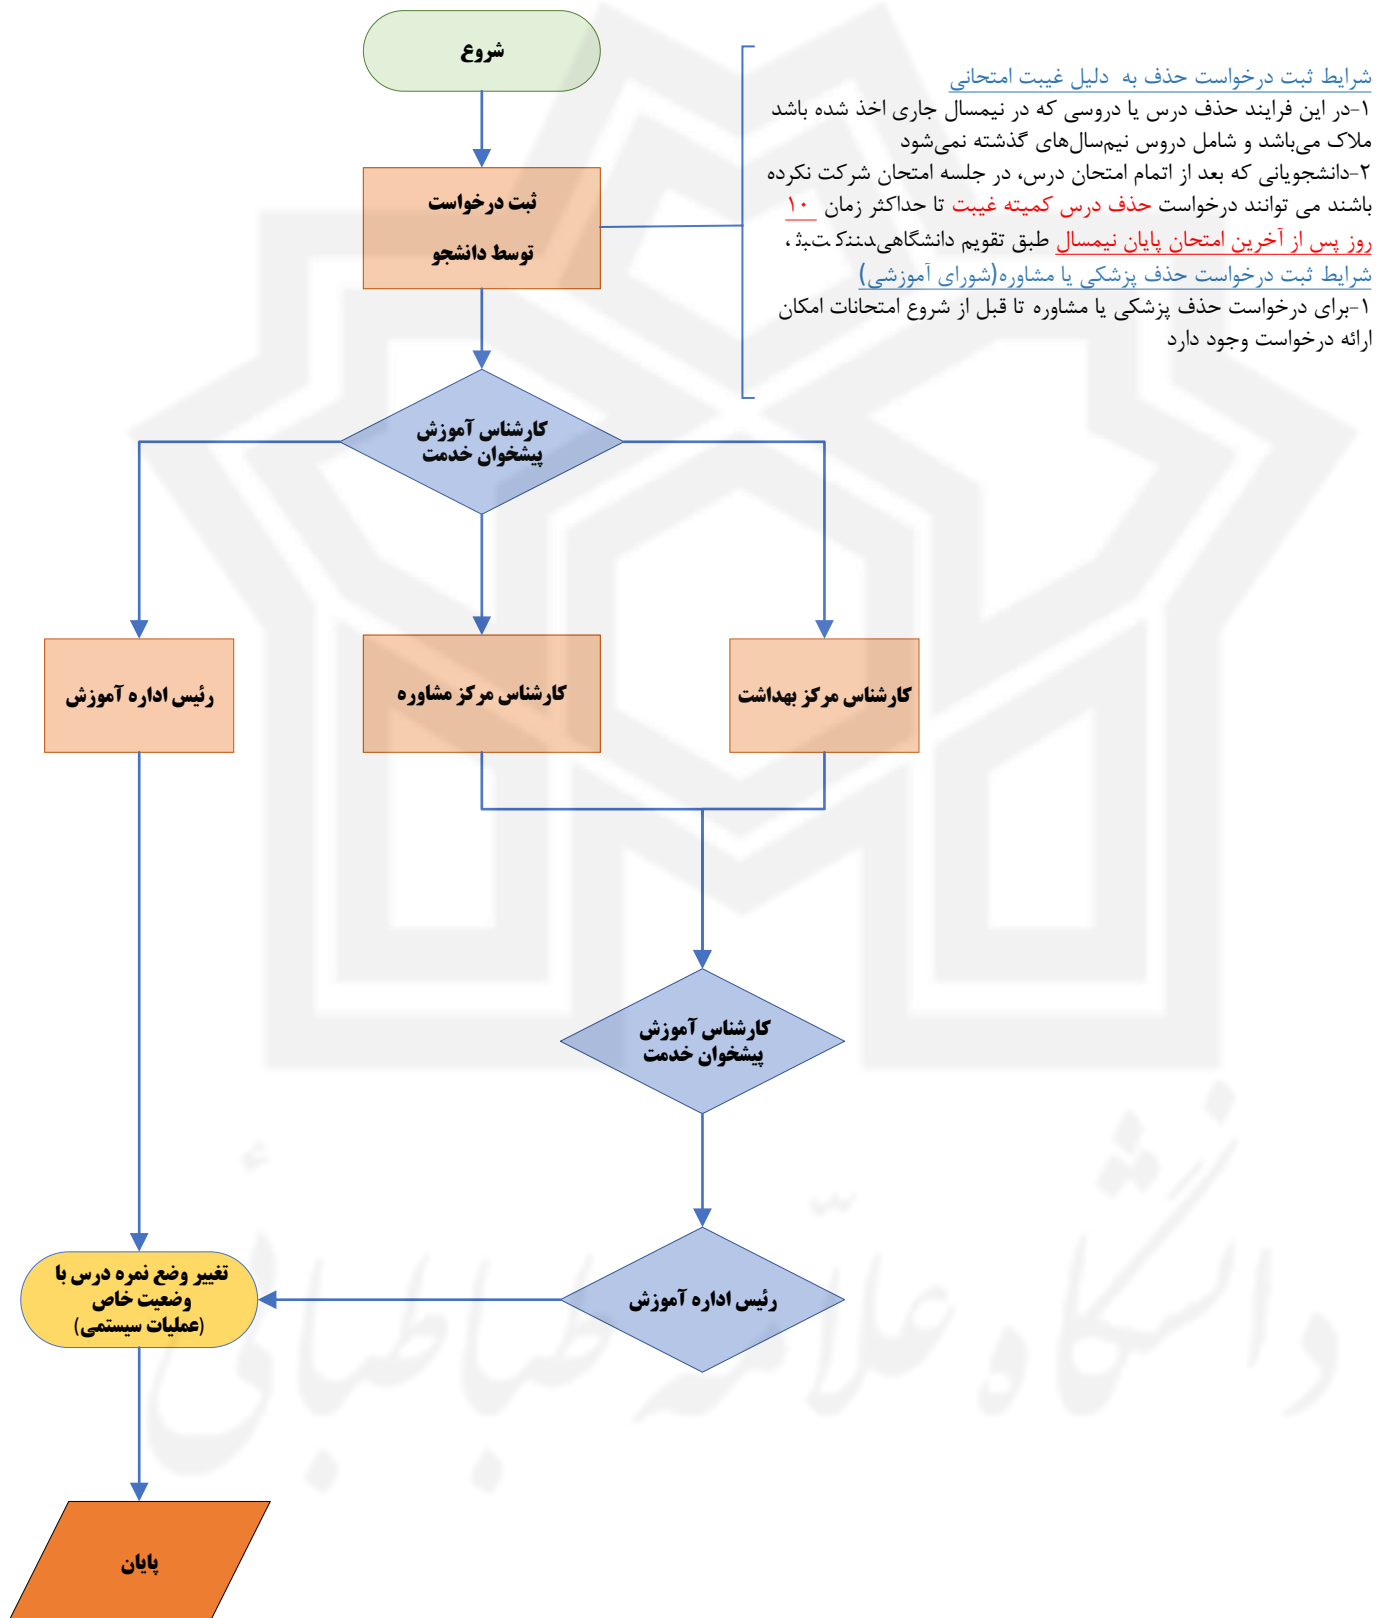 شروع
شرایط ثبت درخواست حذف به دلیل غیبت امتحانی
۱-در این فرایند حذف درس یا دروسی که در نیمسال جاری اخذ شده باشد
ملاک می‌باشد و شامل دروس نیم‌سال‌های گذشته نمی‌شود
۲-دانشجویانی که بعد از اتمام امتحان درس، در جلسه امتحان شرکت نکرده
باشند می توانند درخواست حذف درس کمیته غیبت تا حداکثر زمان ۱۰
روز پس از آخرین امتحان پایان نیمسال طبق تقویم دانشگاهی
شرایط ثبت درخواست حذف پزشکی یا مشاوره(شورای آموزشی)
۱-برای درخواست حذف پزشکی یا مشاوره تا قبل از شروع امتحانات امکان
ارائه درخواست وجود دارد
ثبت درخواست
توسط دانشجو
کارشناس آموزش
پیشخوان خدمت
کارشناس مرکز بهداشت
کارشناس مرکز مشاوره
رئیس اداره آموزش
کارشناس آموزش
پیشخوان خدمت
رئیس اداره آموزش
تغییر وضع نمره درس با
وضعیت خاص
(عملیات سیستمی)
پایان
دانشگاه علّامه طباطبائی